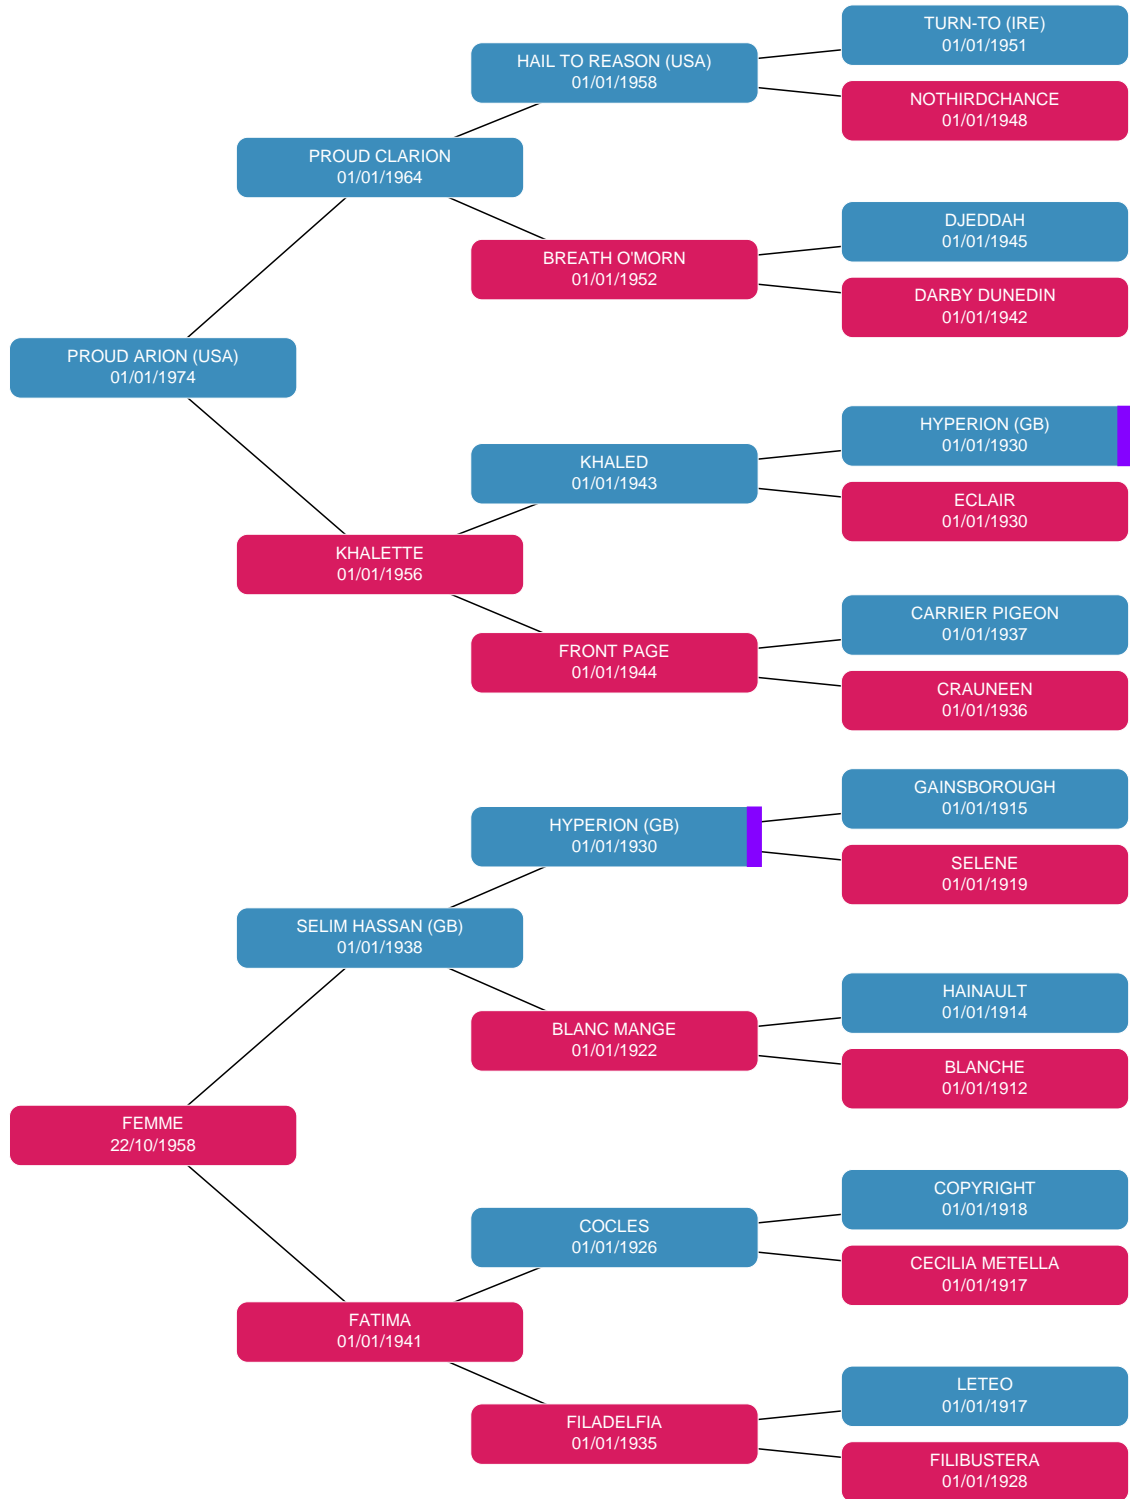 TURN-TO (IRE)
01/01/1951
HAIL TO REASON (USA)
01/01/1958
NOTHIRDCHANCE
01/01/1948
PROUD CLARION
01/01/1964
DJEDDAH
01/01/1945
BREATH O'MORN
01/01/1952
DARBY DUNEDIN
01/01/1942
PROUD ARION (USA)
01/01/1974
HYPERION (GB)
01/01/1930
KHALED
01/01/1943
ECLAIR
01/01/1930
KHALETTE
01/01/1956
CARRIER PIGEON
01/01/1937
FRONT PAGE
01/01/1944
CRAUNEEN
01/01/1936
GAINSBOROUGH
01/01/1915
HYPERION (GB)
01/01/1930
SELENE
01/01/1919
SELIM HASSAN (GB)
01/01/1938
HAINAULT
01/01/1914
BLANC MANGE
01/01/1922
BLANCHE
01/01/1912
FEMME
22/10/1958
COPYRIGHT
01/01/1918
COCLES
01/01/1926
CECILIA METELLA
01/01/1917
FATIMA
01/01/1941
LETEO
01/01/1917
FILADELFIA
01/01/1935
FILIBUSTERA
01/01/1928